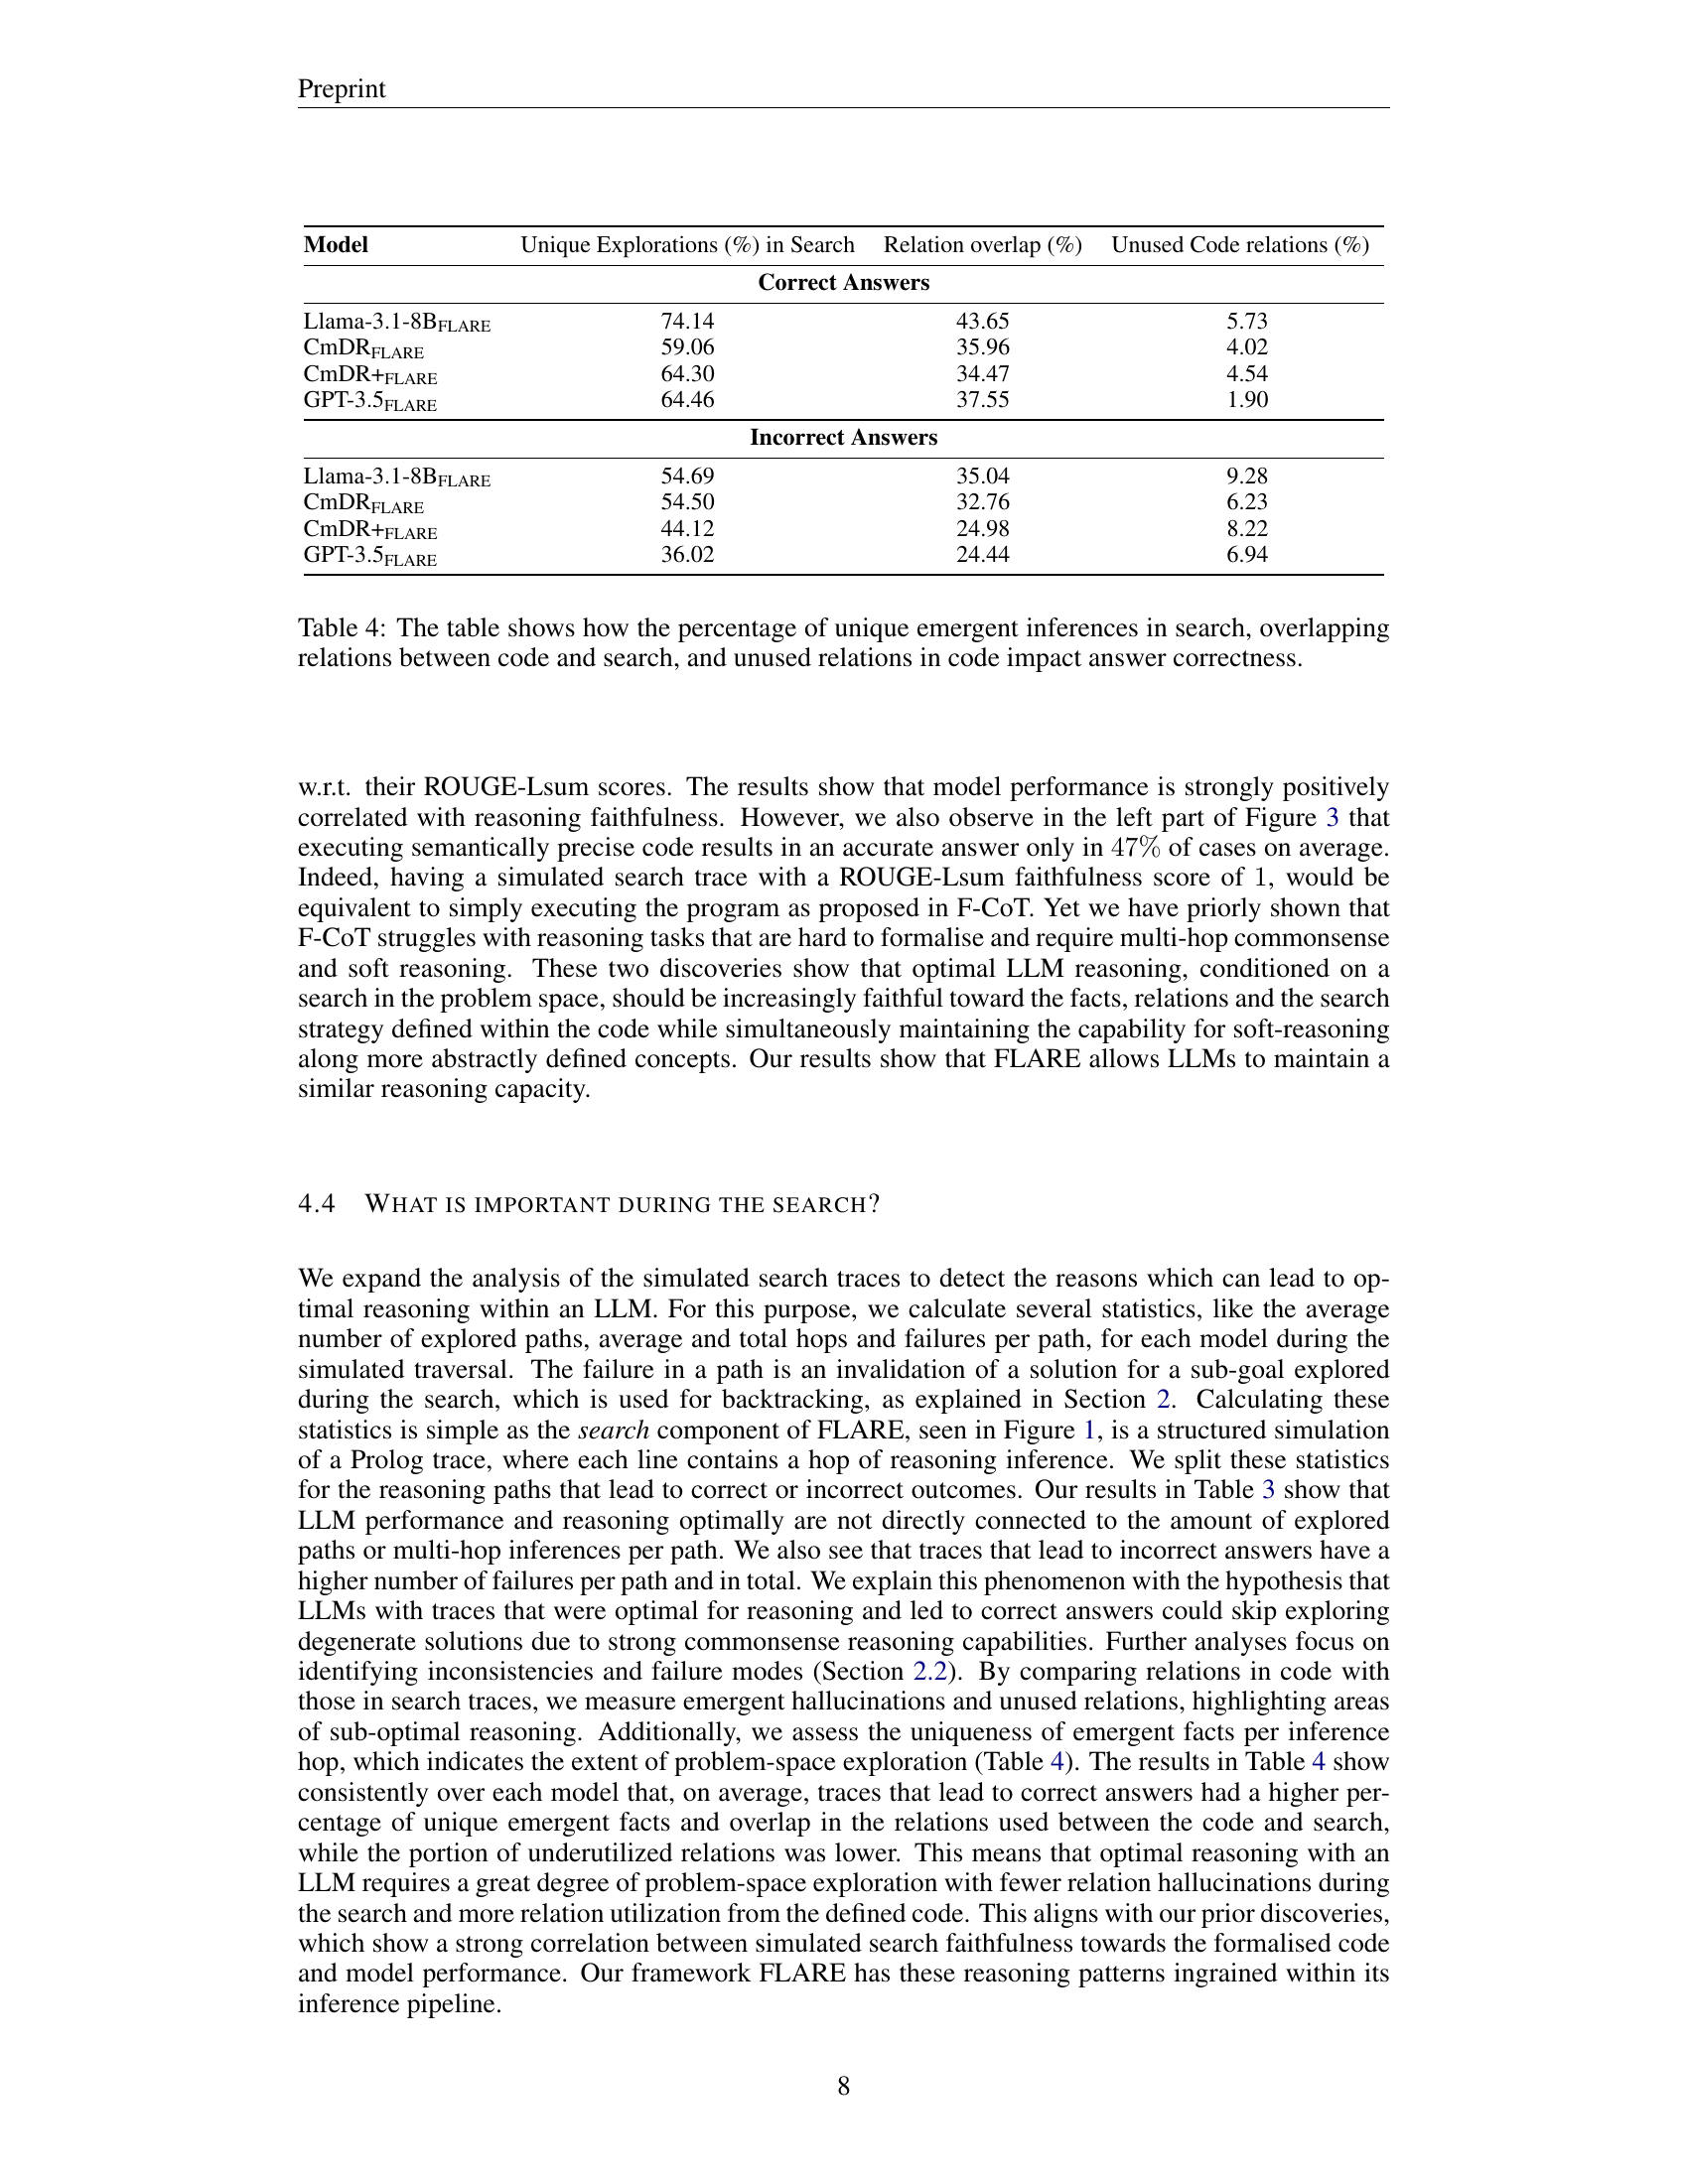 Preprint
Model Unique Explorations (%) in Search Relation overlap (%) Unused Code relations (%)
Correct Answers
Llama-3.1-8BFLARE 74.14 43.65 5.73
CmDRFLARE 59.06 35.96 4.02
CmDR+FLARE 64.30 34.47 4.54
GPT-3.5FLARE 64.46 37.55 1.90
Incorrect Answers
Llama-3.1-8BFLARE 54.69 35.04 9.28
CmDRFLARE 54.50 32.76 6.23
CmDR+FLARE 44.12 24.98 8.22
GPT-3.5FLARE 36.02 24.44 6.94
Table 4: The table shows how the percentage of unique emergent inferences in search, overlapping
relations between code and search, and unused relations in code impact answer correctness.
w.r.t. their ROUGE-Lsum scores. The results show that model performance is strongly positively
correlated with reasoning faithfulness. However, we also observe in the left part of Figure 3 that
executing semantically precise code results in an accurate answer only in 47% of cases on average.
Indeed, having a simulated search trace with a ROUGE-Lsum faithfulness score of 1, would be
equivalent to simply executing the program as proposed in F-CoT. Yet we have priorly shown that
F-CoT struggles with reasoning tasks that are hard to formalise and require multi-hop commonsense
and soft reasoning. These two discoveries show that optimal LLM reasoning, conditioned on a
search in the problem space, should be increasingly faithful toward the facts, relations and the search
strategy defined within the code while simultaneously maintaining the capability for soft-reasoning
along more abstractly defined concepts. Our results show that FLARE allows LLMs to maintain a
similar reasoning capacity.
4.4 WHAT IS IMPORTANT DURING THE SEARCH?
We expand the analysis of the simulated search traces to detect the reasons which can lead to op-
timal reasoning within an LLM. For this purpose, we calculate several statistics, like the average
number of explored paths, average and total hops and failures per path, for each model during the
simulated traversal. The failure in a path is an invalidation of a solution for a sub-goal explored
during the search, which is used for backtracking, as explained in Section 2. Calculating these
statistics is simple as the search component of FLARE, seen in Figure 1, is a structured simulation
of a Prolog trace, where each line contains a hop of reasoning inference. We split these statistics
for the reasoning paths that lead to correct or incorrect outcomes. Our results in Table 3 show that
LLM performance and reasoning optimally are not directly connected to the amount of explored
paths or multi-hop inferences per path. We also see that traces that lead to incorrect answers have a
higher number of failures per path and in total. We explain this phenomenon with the hypothesis that
LLMs with traces that were optimal for reasoning and led to correct answers could skip exploring
degenerate solutions due to strong commonsense reasoning capabilities. Further analyses focus on
identifying inconsistencies and failure modes (Section 2.2). By comparing relations in code with
those in search traces, we measure emergent hallucinations and unused relations, highlighting areas
of sub-optimal reasoning. Additionally, we assess the uniqueness of emergent facts per inference
hop, which indicates the extent of problem-space exploration (Table 4). The results in Table 4 show
consistently over each model that, on average, traces that lead to correct answers had a higher per-
centage of unique emergent facts and overlap in the relations used between the code and search,
while the portion of underutilized relations was lower. This means that optimal reasoning with an
LLM requires a great degree of problem-space exploration with fewer relation hallucinations during
the search and more relation utilization from the defined code. This aligns with our prior discoveries,
which show a strong correlation between simulated search faithfulness towards the formalised code
and model performance. Our framework FLARE has these reasoning patterns ingrained within its
inference pipeline.
8